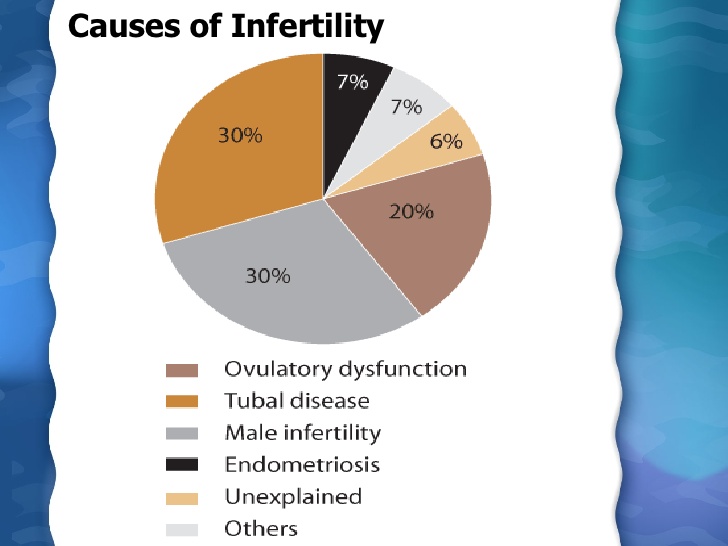 Causes of Infertility
7%
7%
30%
6%
20%
30%
Ovulatory dysfunction
Tubal disease
Male infertility
Endometriosis
Unexplained
Others